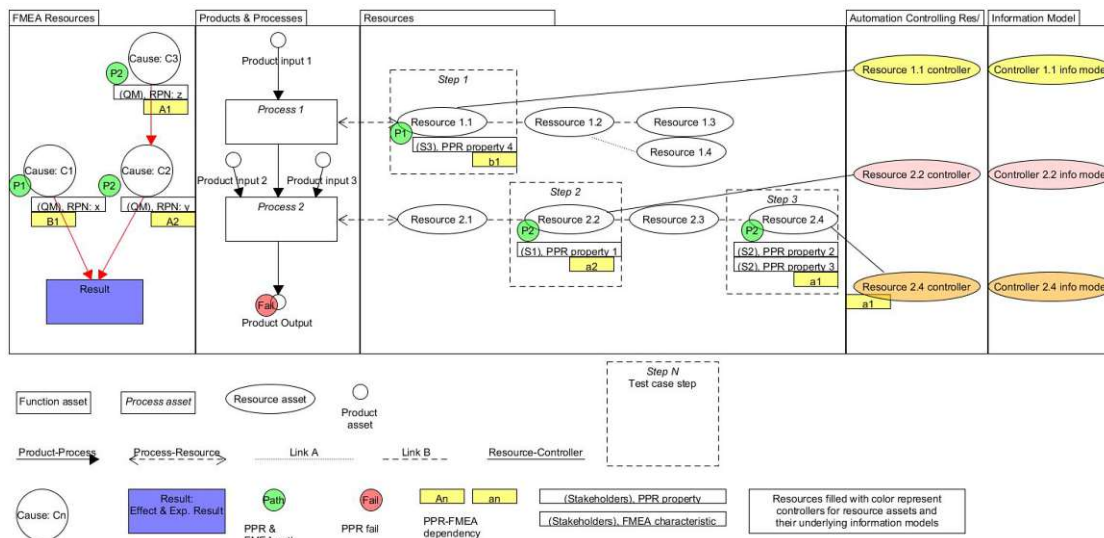 FMEA Resources
Products & Processes
Resources
Automation Controlling Res/
Information Model
Cause: C3
P2
(QM), RPN: z
A1
Cause: C1
P1
(QM), RPN: x
B1
Cause: C2
P2
(QM), RPN: y
A2
Result
Product input 1
Process 1
Product input 2
Product input 3
Process 2
Fail
Product Output
Step 1
Resource 1.1
P1
(S3), PPR property 4
b1
Resource 1.2
Resource 1.3
Resource 1.4
Resource 2.1
Step 2
Resource 2.2
P2
(S1), PPR property 1
a2
Resource 2.3
Step 3
Resource 2.4
P2
(S2), PPR property 2
(S2), PPR property 3
a1
Resource 1.1 controller
Controller 1.1 info mode
Resource 2.2 controller
Controller 2.2 info mode
Resource 2.4 controller
a1
Controller 2.4 info mode
Function asset
Process asset
Resource asset
Product
asset
Step N
Test case step
Product-Process
Process-Resource
Link A
Link B
Resource-Controller
Cause: Cn
Result:
Effect & Exp. Result
Path
PPR &
Fail
PPR fail
An
an
PPR-FMEA
dependency
(Stakeholders), PPR property
(Stakeholders), FMEA characteristic
Resources filled with color represent
controllers for resource assets and
their underlying information models